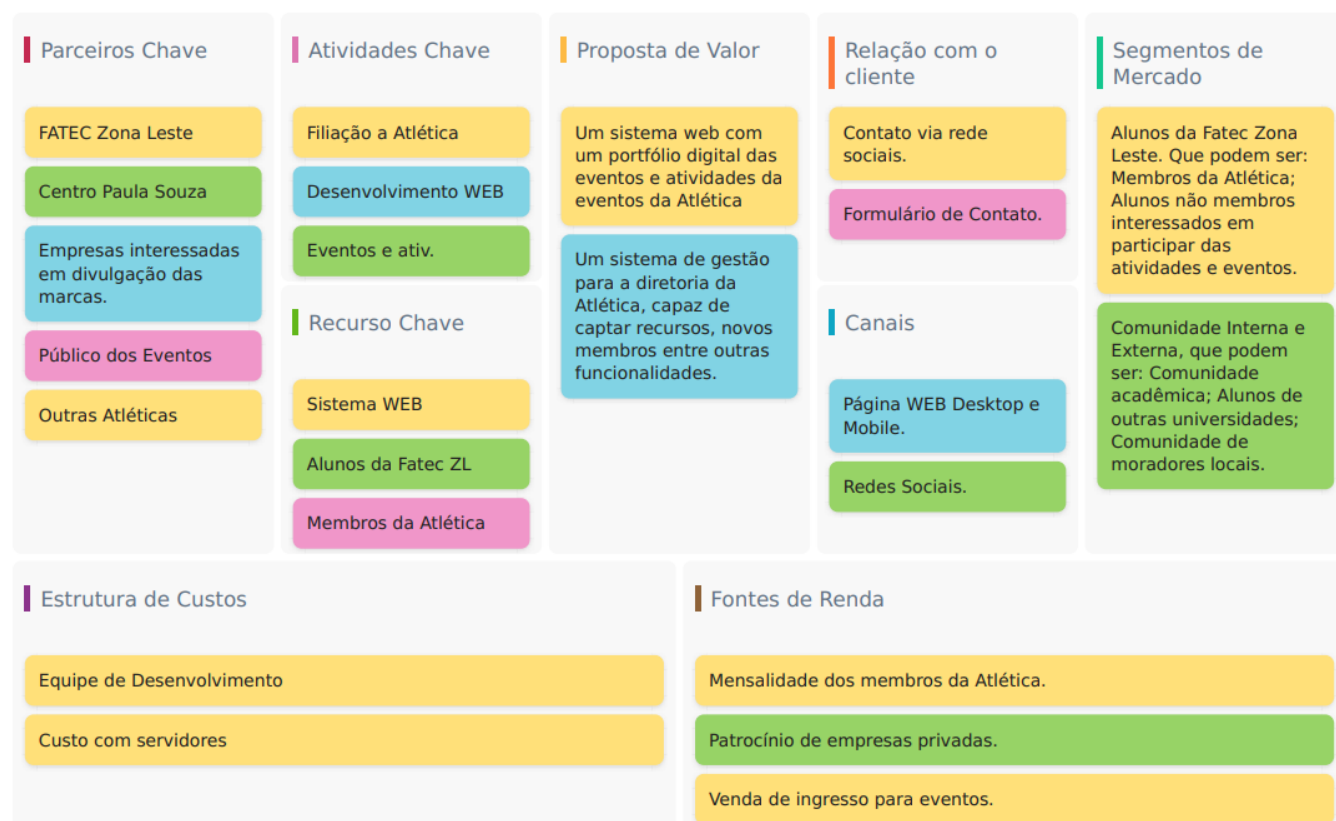 Parceiros Chave
FATEC Zona Leste
Centro Paula Souza
Empresas interessadas
em divulgação das
marcas.
Público dos Eventos
Outras Atléticas
Atividades Chave
Filiação a Atlética
Desenvolvimento WEB
Eventos e ativ.
Recurso Chave
Sistema WEB
Alunos da Fatec ZL
Membros da Atlética
Proposta de Valor
Um sistema web com
um portfólio digital das
eventos e atividades da
eventos da Atlética
Um sistema de gestão
para a diretoria da
Atlética, capaz de
captar recursos, novos
membros entre outras
funcionalidades.
Relação com o
cliente
Contato via rede
sociais.
Formulário de Contato.
Canais
Página WEB Desktop e
Mobile.
Redes Sociais.
Segmentos de
Mercado
Alunos da Fatec Zona
Leste. Que podem ser:
Membros da Atlética;
Alunos não membros
interessados em
participar das
atividades e eventos.
Comunidade Interna e
Externa, que podem
ser: Comunidade
acadêmica; Alunos de
outras universidades;
Comunidade de
moradores locais.
Estrutura de Custos
Equipe de Desenvolvimento
Custo com servidores
Fontes de Renda
Mensalidade dos membros da Atlética.
Patrocínio de empresas privadas.
Venda de ingresso para eventos.